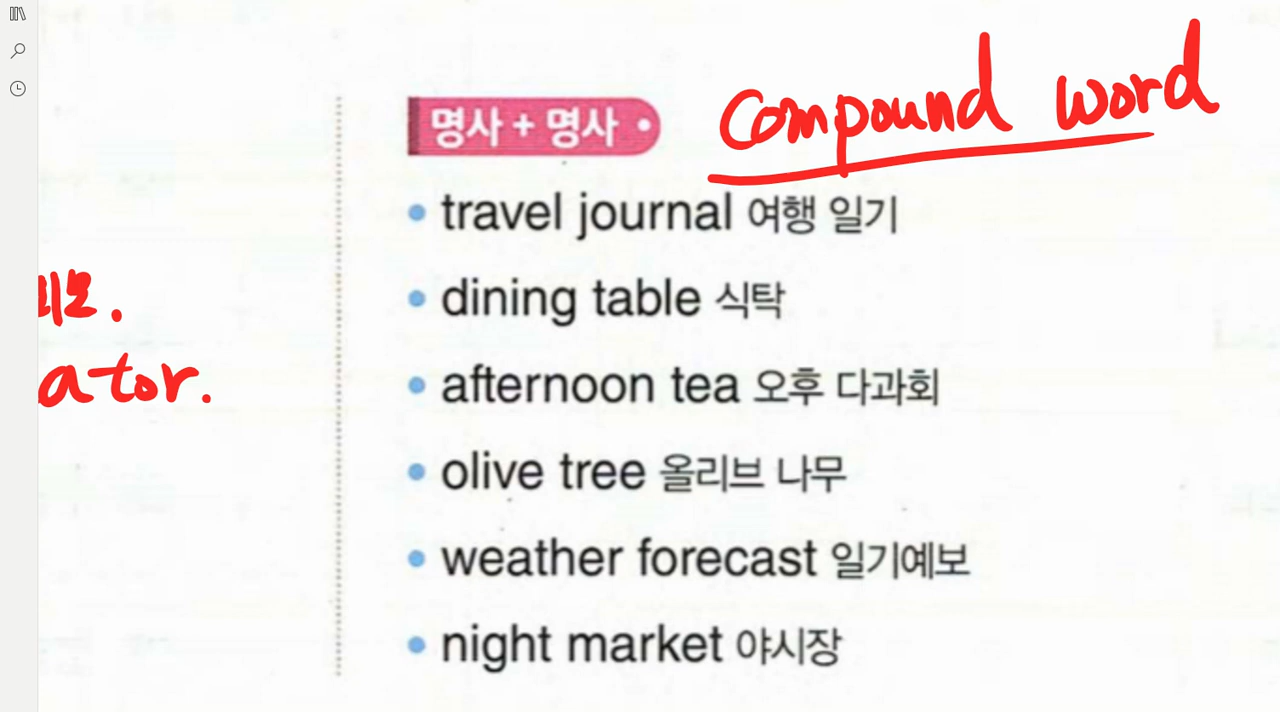 compound word
명사 + 명사
travel journal 여행 일기
dining table 식탁
afternoon tea 오후 다과회
olive tree 올리브 나무
weather forecast 일기예보
night market 야시장
ator.